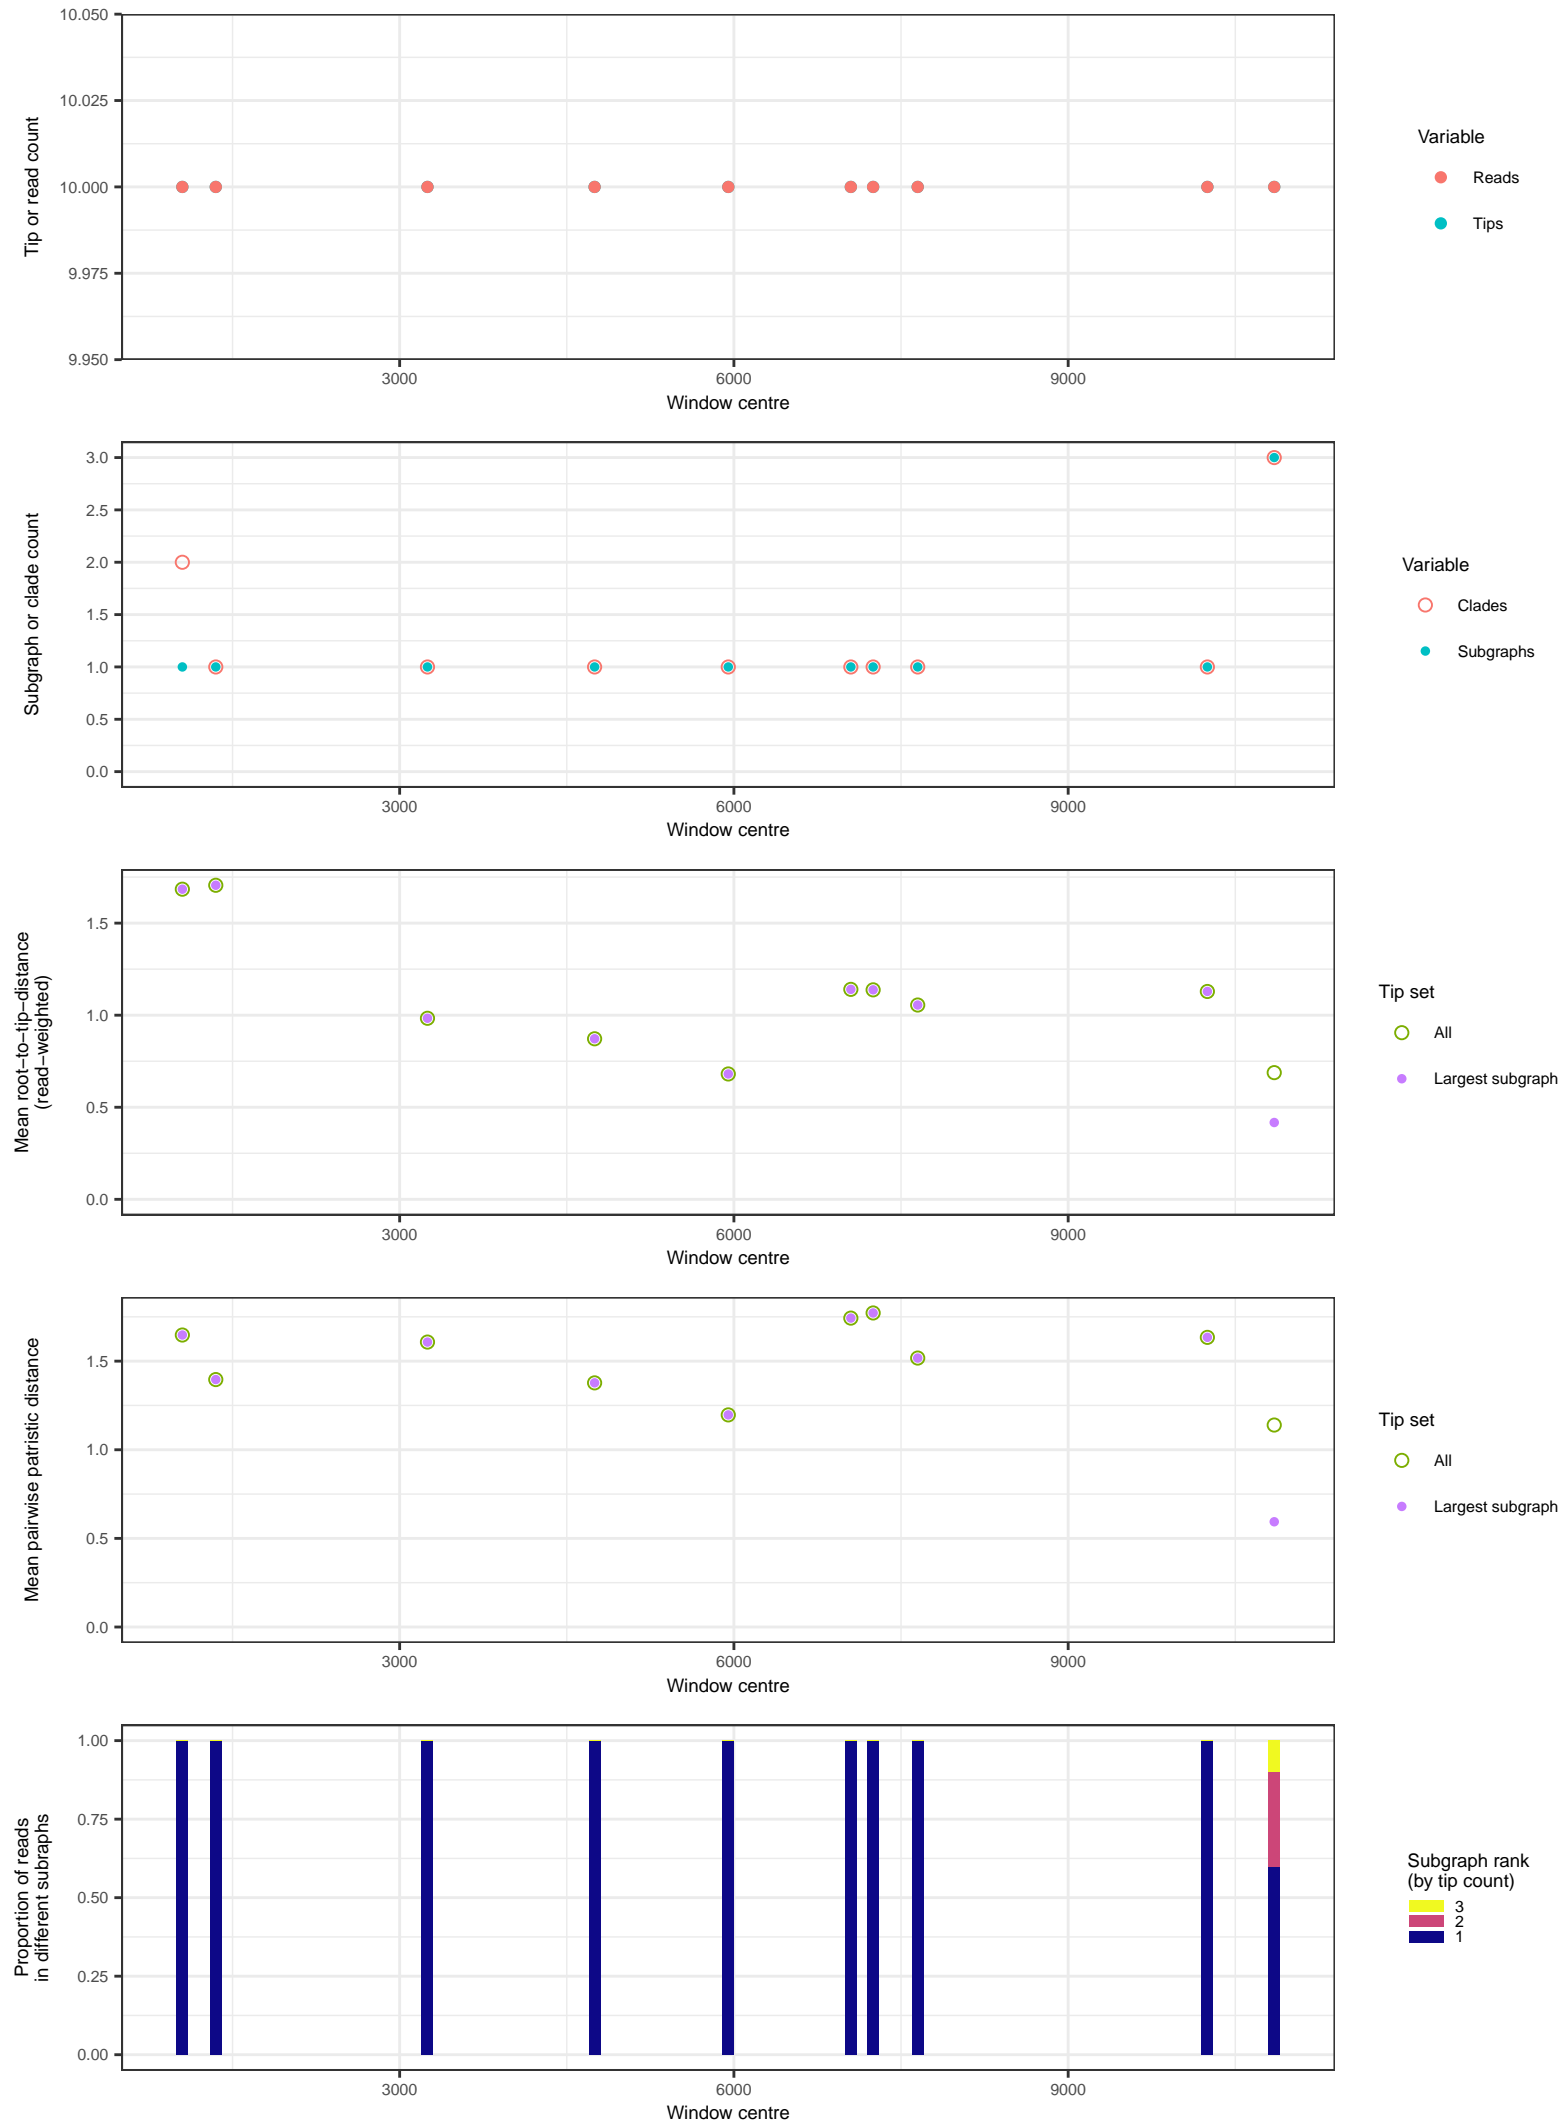 10.050
10.025
10.000
9.975
9.950
Tip or read count
3000 6000 9000
Window centre
Variable
Reads
Tips
3.0
2.5
2.0
1.5
1.0
0.5
0.0
Subgraph or clade count
3000 6000 9000
Window centre
Variable
Clades
Subgraphs
1.5
1.0
0.5
0.0
Mean root−to−tip−distance
(read−weighted)
3000 6000 9000
Window centre
Tip set
All
Largest subgraph
1.5
1.0
0.5
0.0
Mean pairwise patristic distance
3000 6000 9000
Window centre
Tip set
All
Largest subgraph
1.00
0.75
0.50
0.25
0.00
Proportion of reads
in different subraphs
3000 6000 9000
Window centre
Subgraph rank
(by tip count)
3
2
1